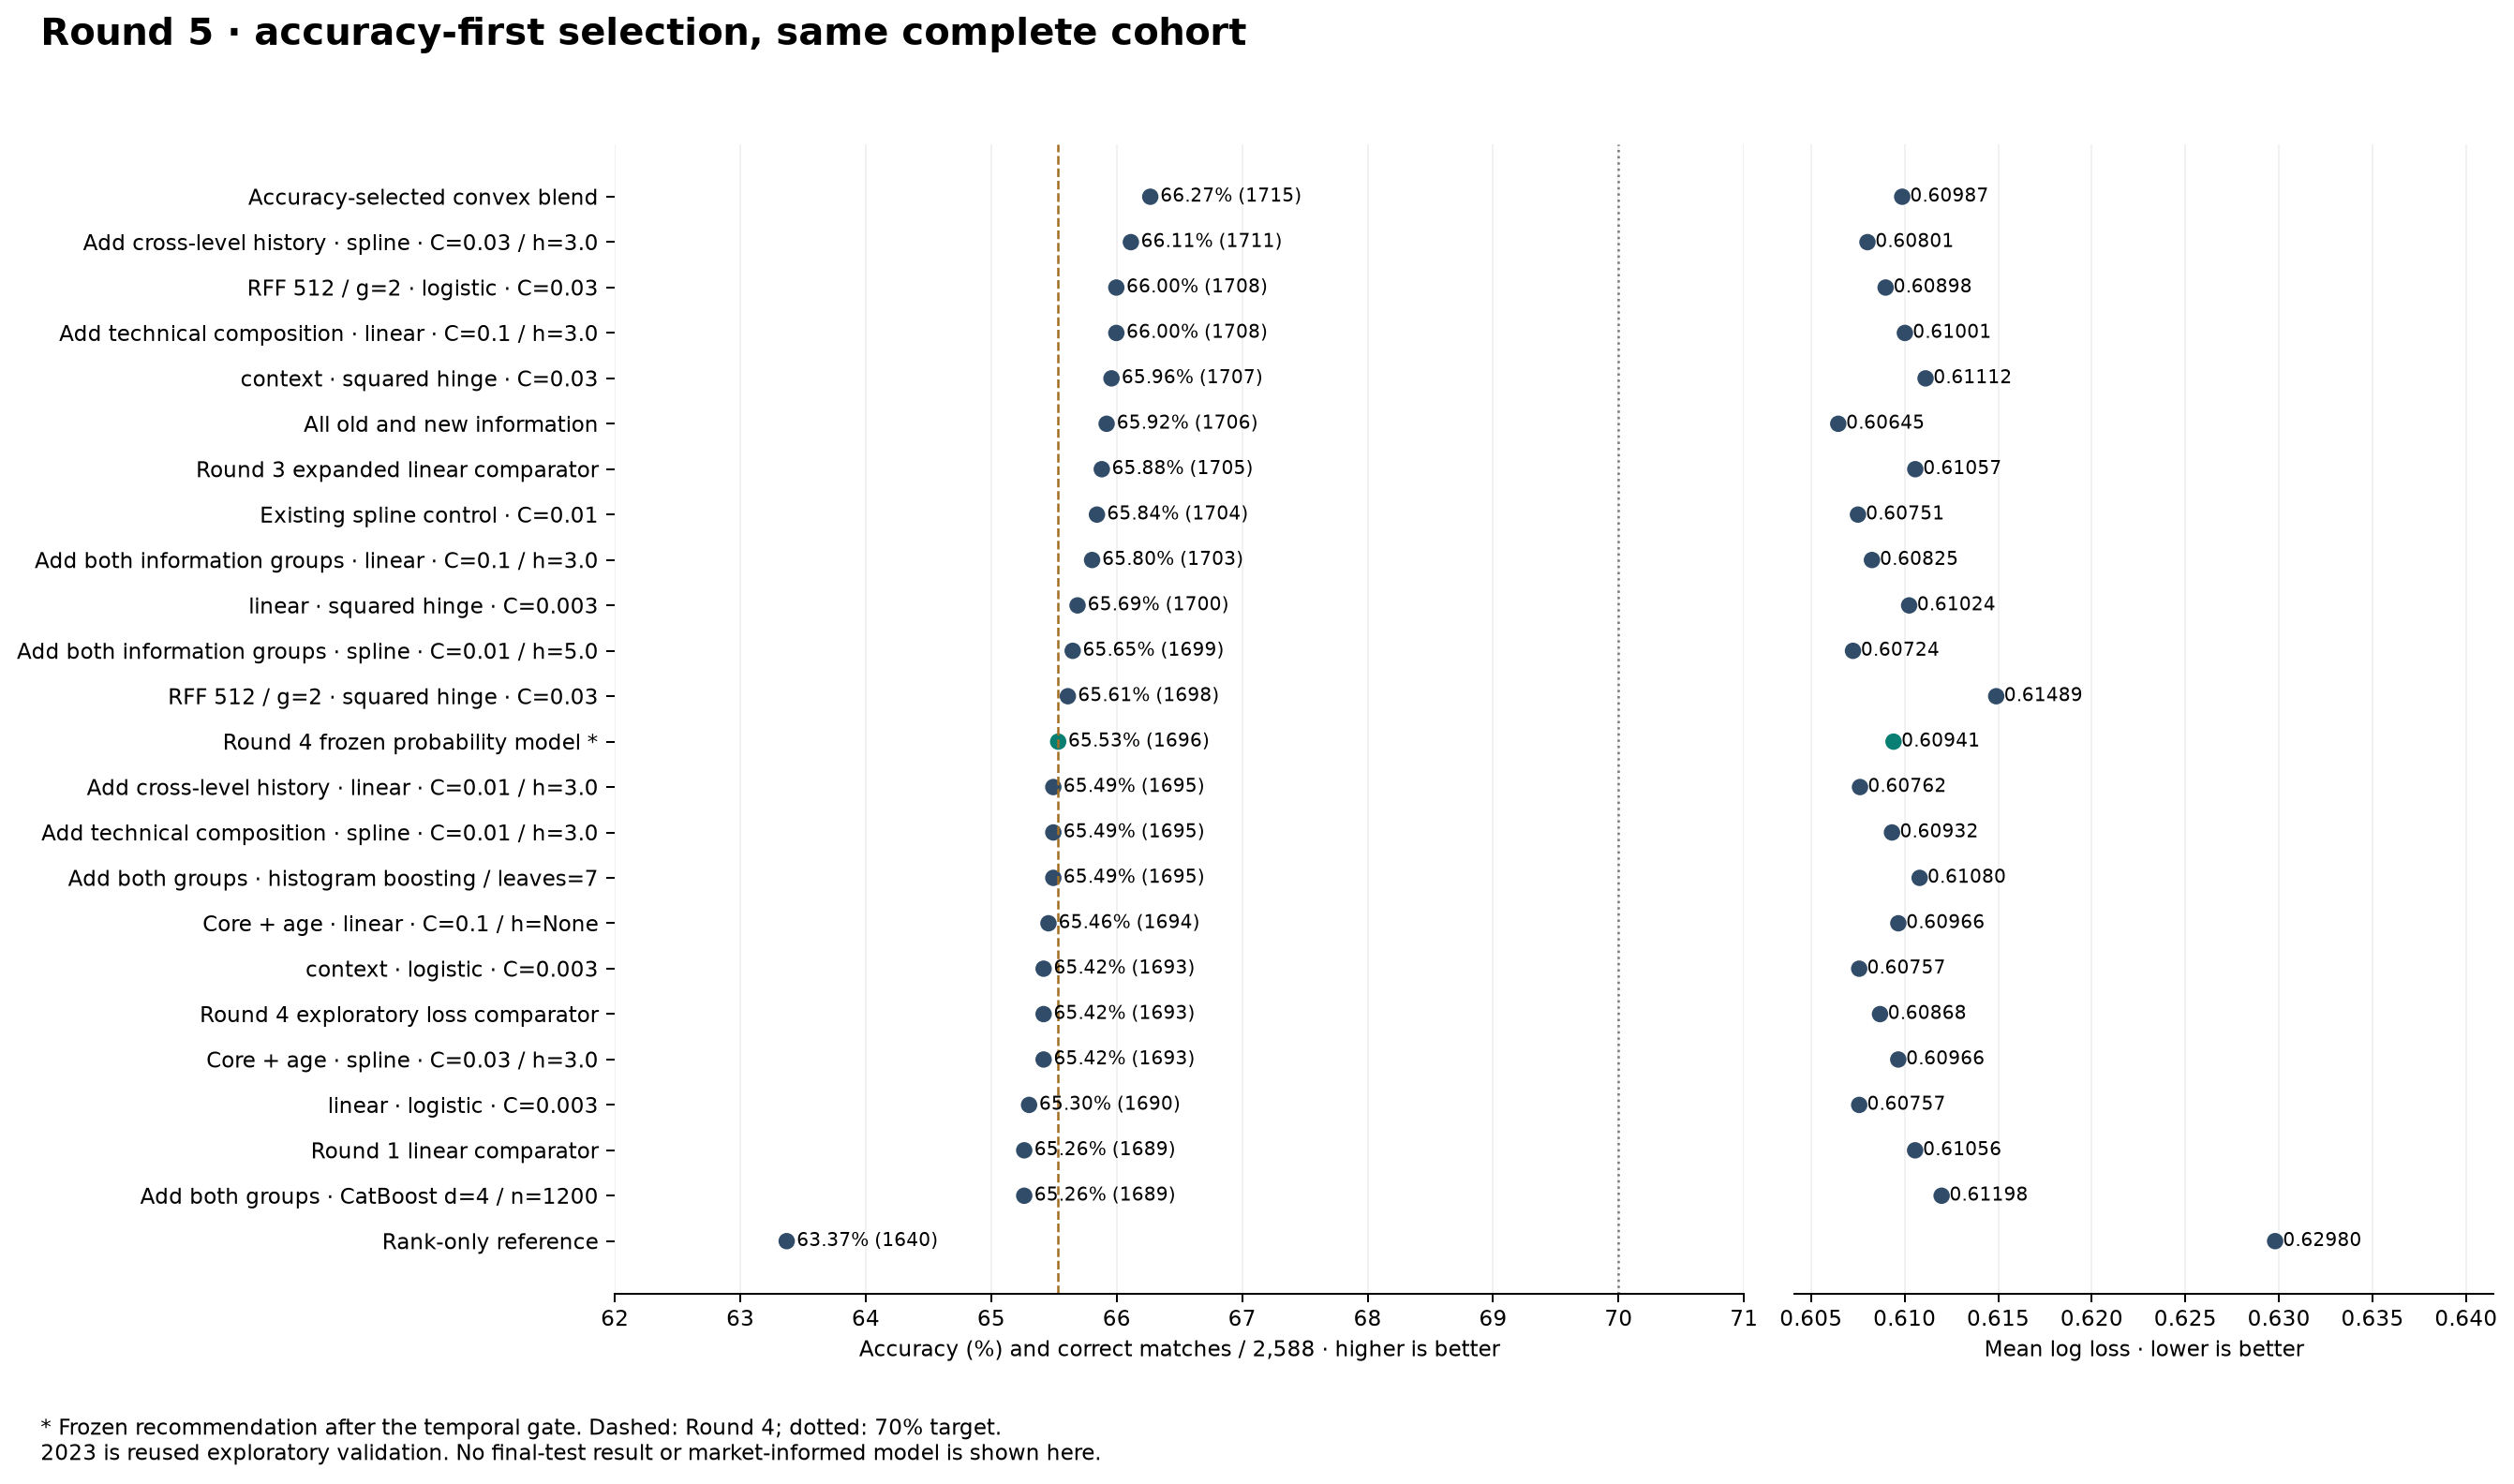 Round 5 · accuracy-first selection, same complete cohort
Accuracy-selected convex blend 66.27% (1715) 0.60987
Add cross-level history · spline · C=0.03 / h=3.0 66.11% (1711) 0.60801
RFF 512 / g=2 · logistic · C=0.03 66.00% (1708) 0.60898
Add technical composition · linear · C=0.1 / h=3.0 66.00% (1708) 0.61001
context · squared hinge · C=0.03 65.96% (1707) 0.61112
All old and new information 65.92% (1706) 0.60645
Round 3 expanded linear comparator 65.88% (1705) 0.61057
Existing spline control · C=0.01 65.84% (1704) 0.60751
Add both information groups · linear · C=0.1 / h=3.0 65.80% (1703) 0.60825
linear · squared hinge · C=0.003 65.69% (1700) 0.61024
Add both information groups · spline · C=0.01 / h=5.0 65.65% (1699) 0.60724
RFF 512 / g=2 · squared hinge · C=0.03 65.61% (1698) 0.61489
Round 4 frozen probability model * 65.53% (1696) 0.60941
Add cross-level history · linear · C=0.01 / h=3.0 65.49% (1695) 0.60762
Add technical composition · spline · C=0.01 / h=3.0 65.49% (1695) 0.60932
Add both groups · histogram boosting / leaves=7 65.49% (1695) 0.61080
Core + age · linear · C=0.1 / h=None 65.46% (1694) 0.60966
context · logistic · C=0.003 65.42% (1693) 0.60757
Round 4 exploratory loss comparator 65.42% (1693) 0.60868
Core + age · spline · C=0.03 / h=3.0 65.42% (1693) 0.60966
linear · logistic · C=0.003 65.30% (1690) 0.60757
Round 1 linear comparator 65.26% (1689) 0.61056
Add both groups · CatBoost d=4 / n=1200 65.26% (1689) 0.61198
Rank-only reference 63.37% (1640) 0.62980
62 63 64 65 66 67 68 69 70 71 0.605 0.610 0.615 0.620 0.625 0.630 0.635 0.640
Accuracy (%) and correct matches / 2,588 · higher is better Mean log loss · lower is better
* Frozen recommendation after the temporal gate. Dashed: Round 4; dotted: 70% target.
2023 is reused exploratory validation. No final-test result or market-informed model is shown here.